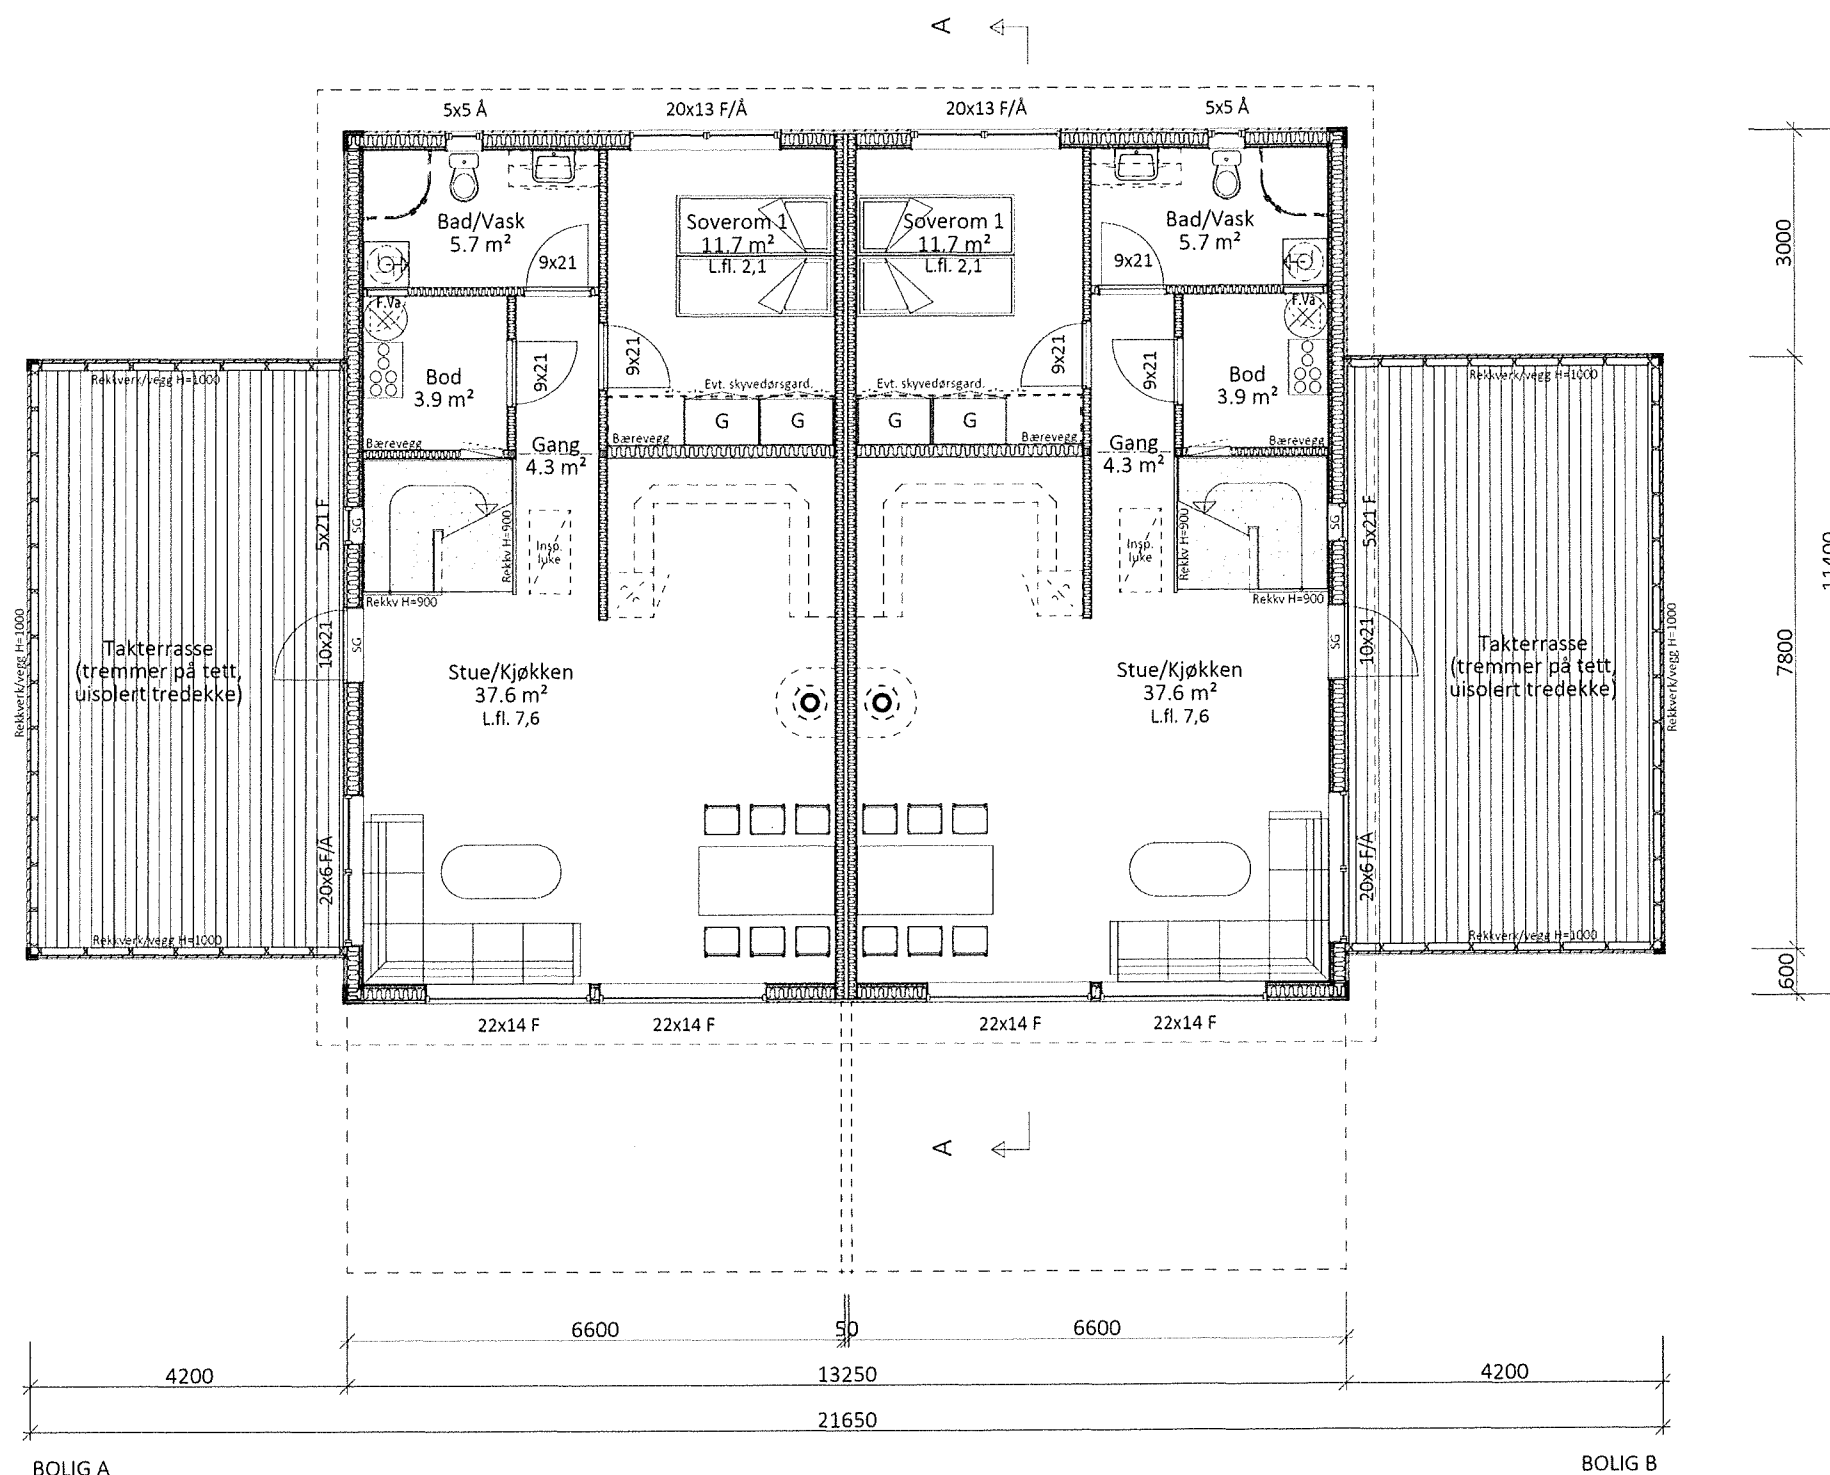 A
5x5 Å
20x13 F/Å
20x13 F/Å
5x5 Å
Bad/Vask
5.7 m²
9x21
Soverom 1
11.7 m²
L.fl. 2,1
Soverom 1
11.7 m²
L.fl. 2,1
Bad/Vask
5.7 m²
9x21
3000
F.Va
Bod
3.9 m²
9x21
9x21
Evt. skyvedørsgard.
G
G
Bærevegg
Bærevegg
Gang
4.3 m²
F.Va
Bod
3.9 m²
9x21
9x21
Evt. skyvedørsgard.
G
G
Bærevegg
Bærevegg
Gang
4.3 m²
Rekkverk/vegg H=1000
Rekkverk/vegg H=1000
5x21 F
SG
Rekkv H=900
Insp.
luke
Rekkv H=900
Insp.
luke
Rekkv H=900
Rekkv H=900
SG
5x21 F
11400
Rekkverk/vegg H=1000
Takterrasse
(tremmer på tett,
uisolert tredekke)
10x21
SG
Stue/Kjøkken
37.6 m²
L.fl. 7,6
Stue/Kjøkken
37.6 m²
L.fl. 7,6
SG
10x21
Takterrasse
(tremmer på tett,
uisolert tredekke)
Rekkverk/vegg H=1000
7800
20x6 F/Å
20x6 F/Å
Rekkverk/vegg H=1000
Rekkverk/vegg H=1000
600
22x14 F
22x14 F
22x14 F
22x14 F
A
6600
50
6600
4200
13250
4200
21650
BOLIG A
BOLIG B